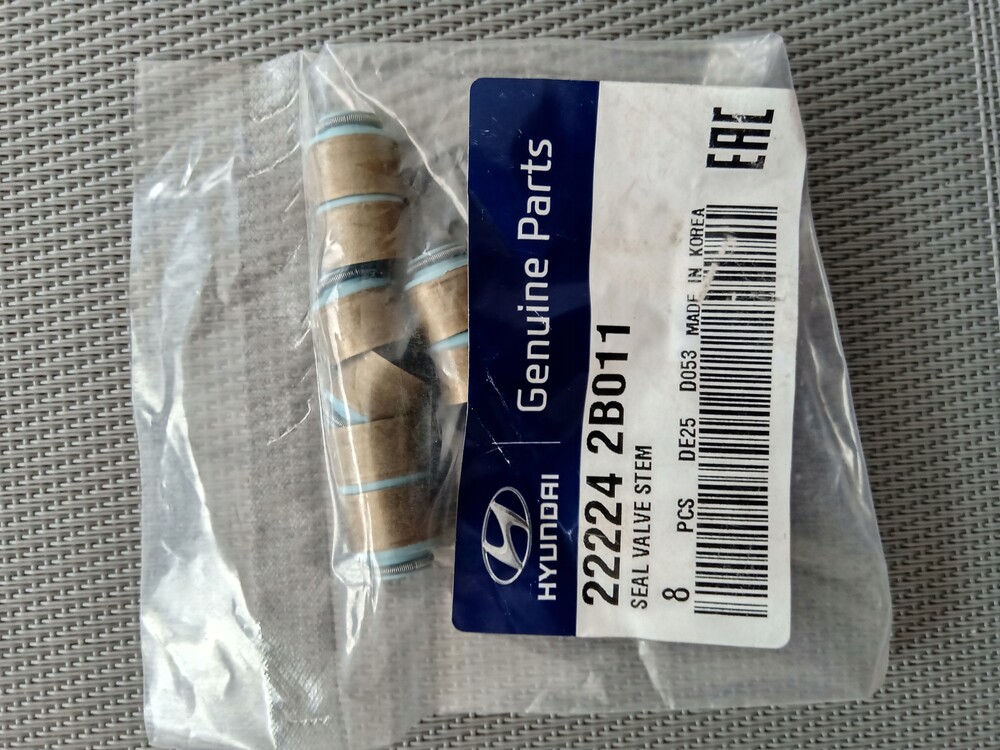 HYUNDAI Genuine Parts
22224 2B011
SEAL VALVE STEM
8 PCS DE25 D053 MADE IN KOREA
EAC